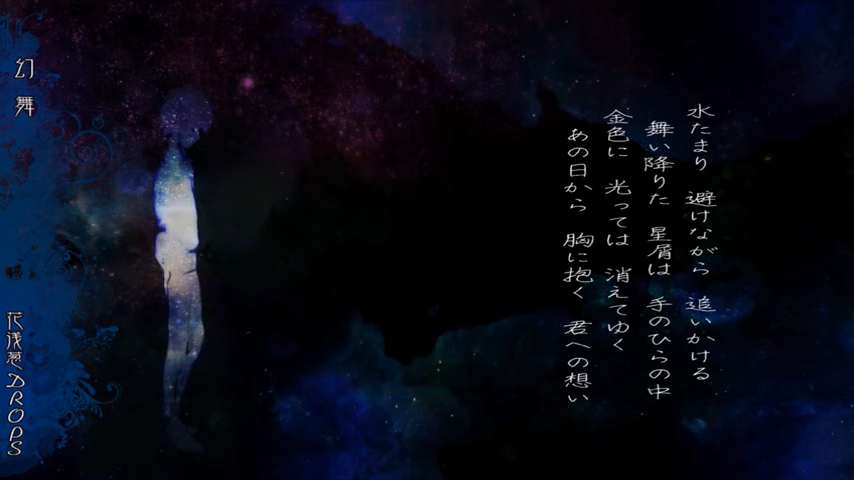 水たまり 避けながら 追いかける
舞い降りた 星屑は 手のひらの中
金色に 光っては 消えてゆく
あの日から 胸に抱く 君への想い
幻舞
花浅葱DROPS